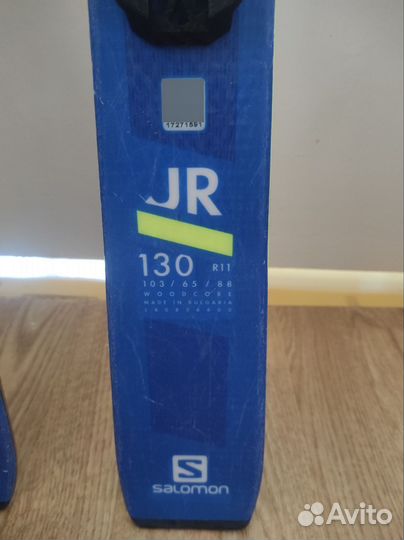 JR
130 R11
103 / 65 / 88
WOODCORE
MADE IN BULGARIA
S
salomon
Avito